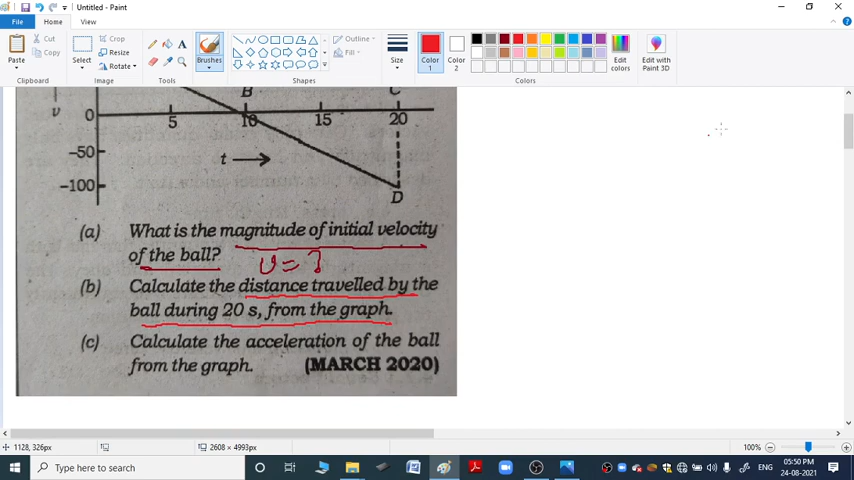 Untitled - Paint
File Home View
Paste
Cut
Copy
Clipboard
Select
Crop
Resize
Rotate
Image
A
Tools
Brushes
Shapes
Outline
Fill
Size
Color 1
Color 2
Edit colors
Edit with Paint 3D
Colors
B C
v 0 5 10 15 20
-50 t
-100 D
(a) What is the magnitude of initial velocity
of the ball? v = ?
(b) Calculate the distance travelled by the
ball during 20 s, from the graph.
(c) Calculate the acceleration of the ball
from the graph. (MARCH 2020)
1128, 326px 2608 × 4993px 100%
Type here to search
ENG
05:50 PM
24-08-2021